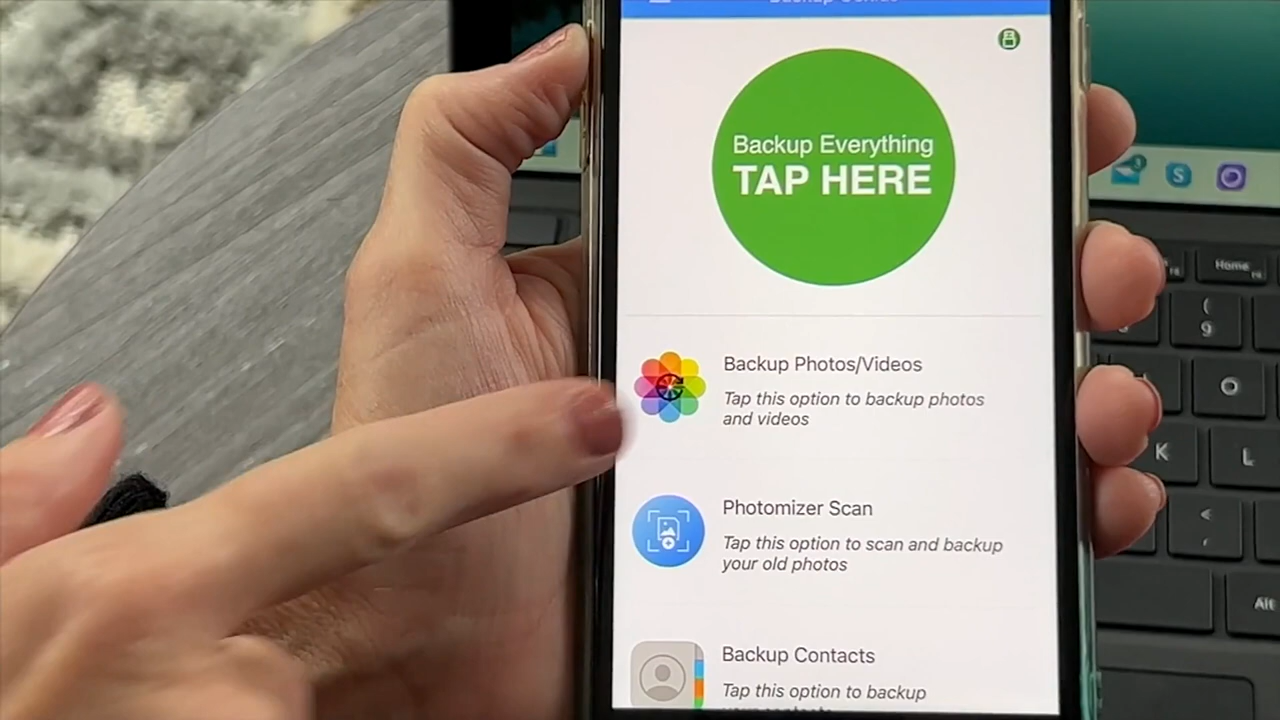 Backup Everything
TAP HERE
Backup Photos/Videos
Tap this option to backup photos
and videos
Photomizer Scan
Tap this option to scan and backup
your old photos
Backup Contacts
Tap this option to backup
Home
9
O
K
L
Alt
S